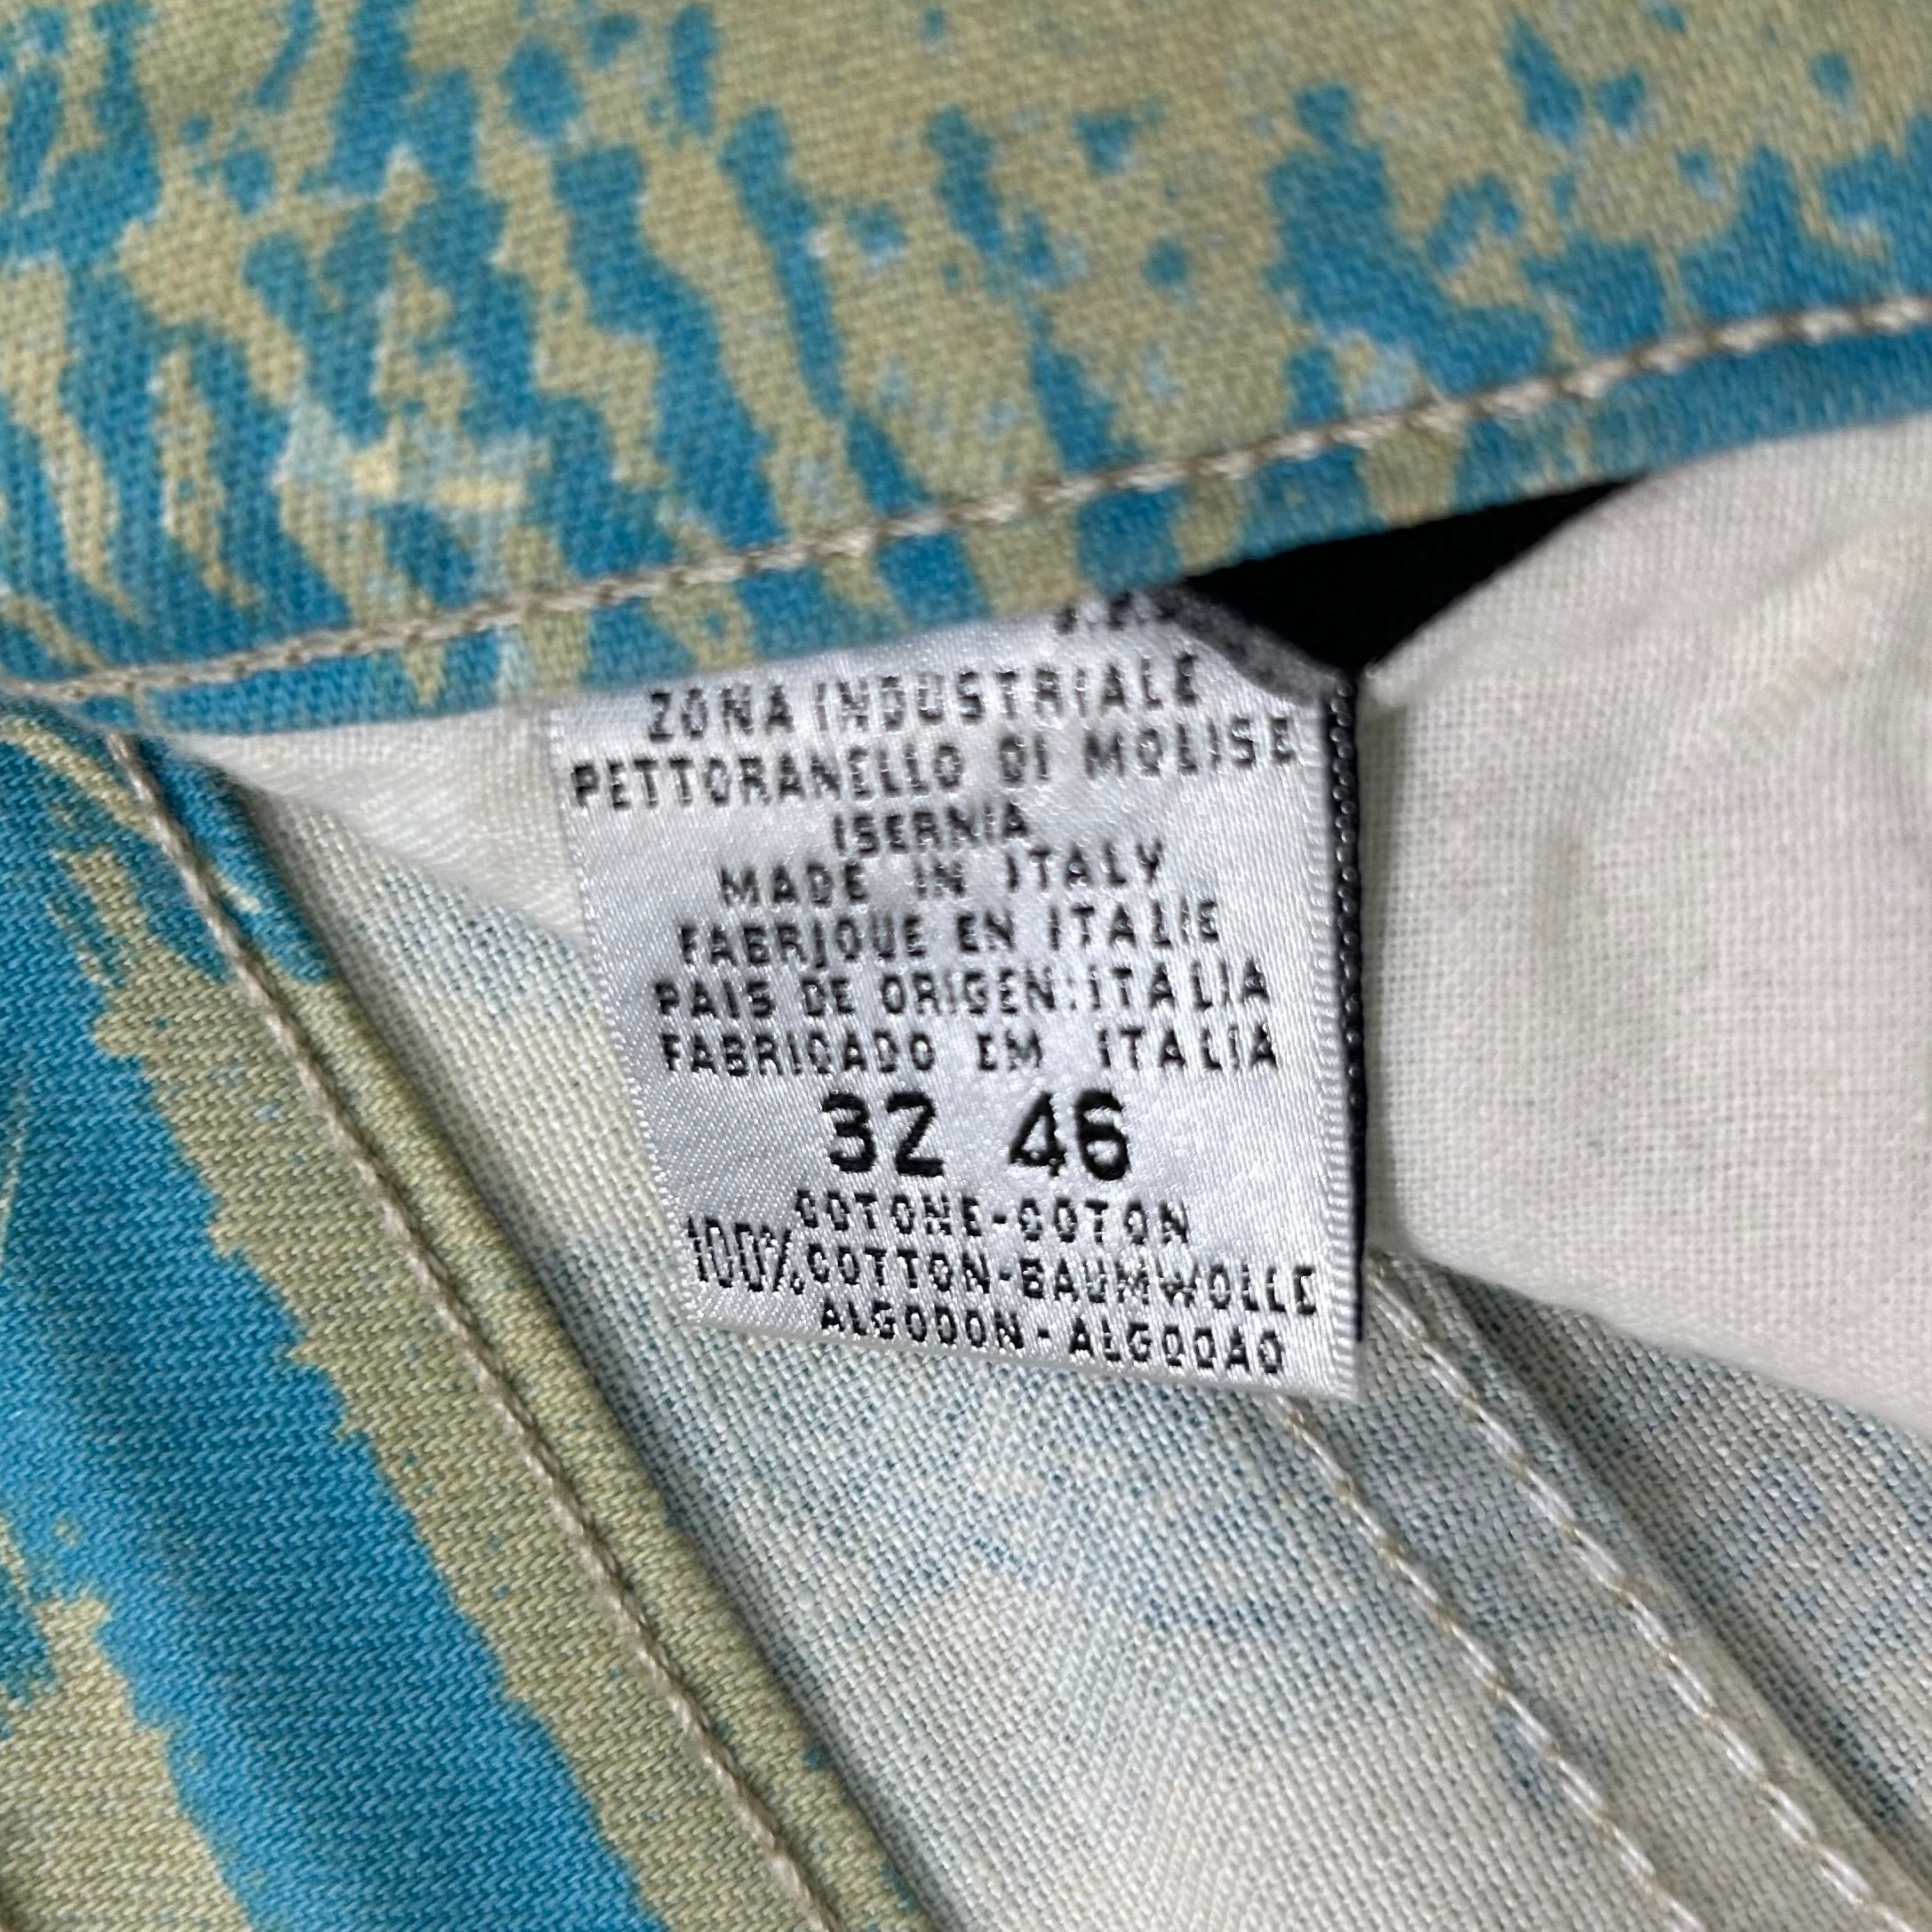 ZONA INDUSTRIALE
PETTORANELLO DI MOLISE
ISERNIA
MADE IN ITALY
FABRIQUE EN ITALIE
PAIS DE ORIGEN:ITALIA
FABRICADO EM ITALIA
32 46
COTONE-COTON
100% COTTON-BAUMWOLLE
ALGODON-ALGODAO